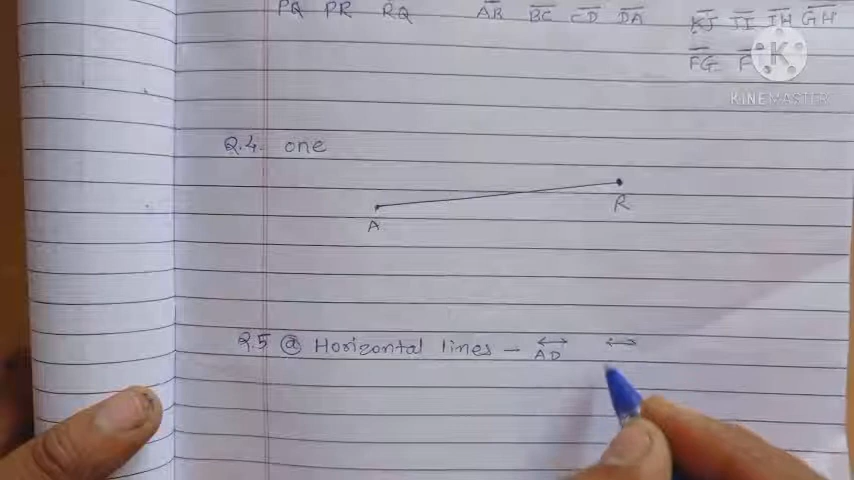 PQ PR RQ AB BC CD DA KJ JI IH GH
FG F
KINEMASTER
Q.4. one
A R
Q.5 ⓐ Horizontal lines - AD